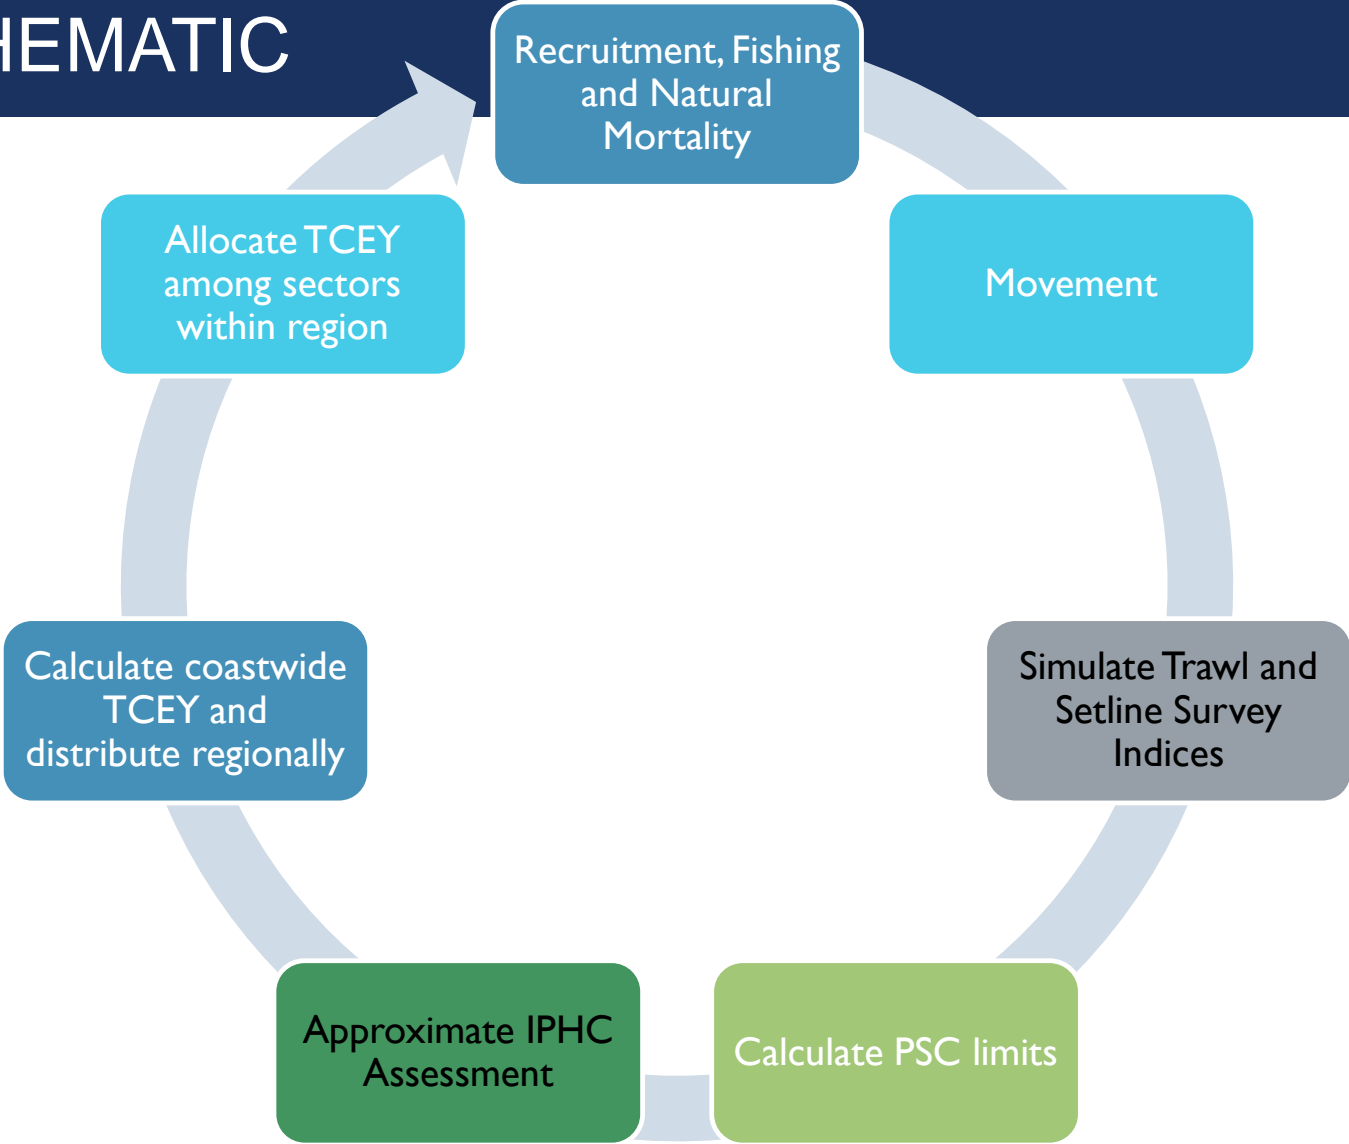 HEMATIC
Recruitment, Fishing
and Natural
Mortality
Movement
Simulate Trawl and
Setline Survey
Indices
Calculate PSC limits
Approximate IPHC
Assessment
Calculate coastwide
TCEY and
distribute regionally
Allocate TCEY
among sectors
within region